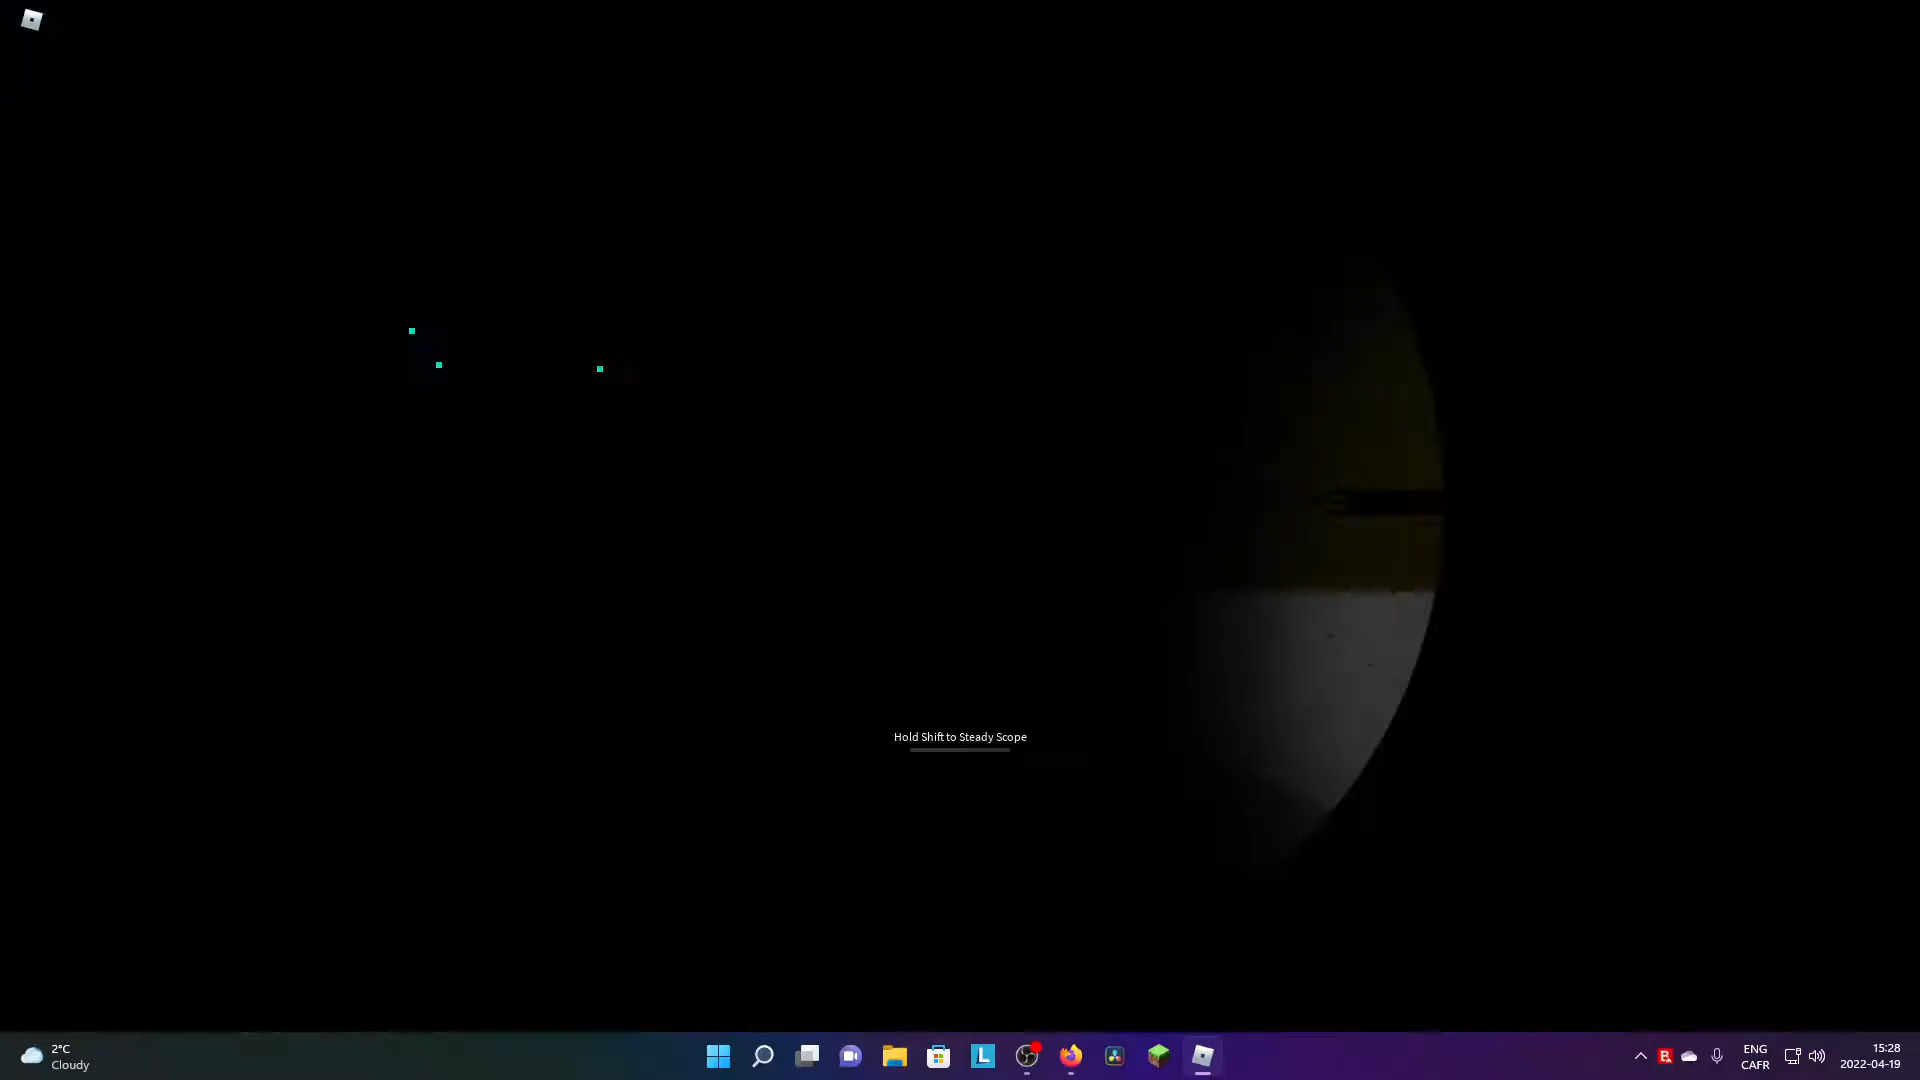 Hold Shift to Steady Scope
2°C
Cloudy
L
B
ENG
CAFR
15:28
2022-04-19